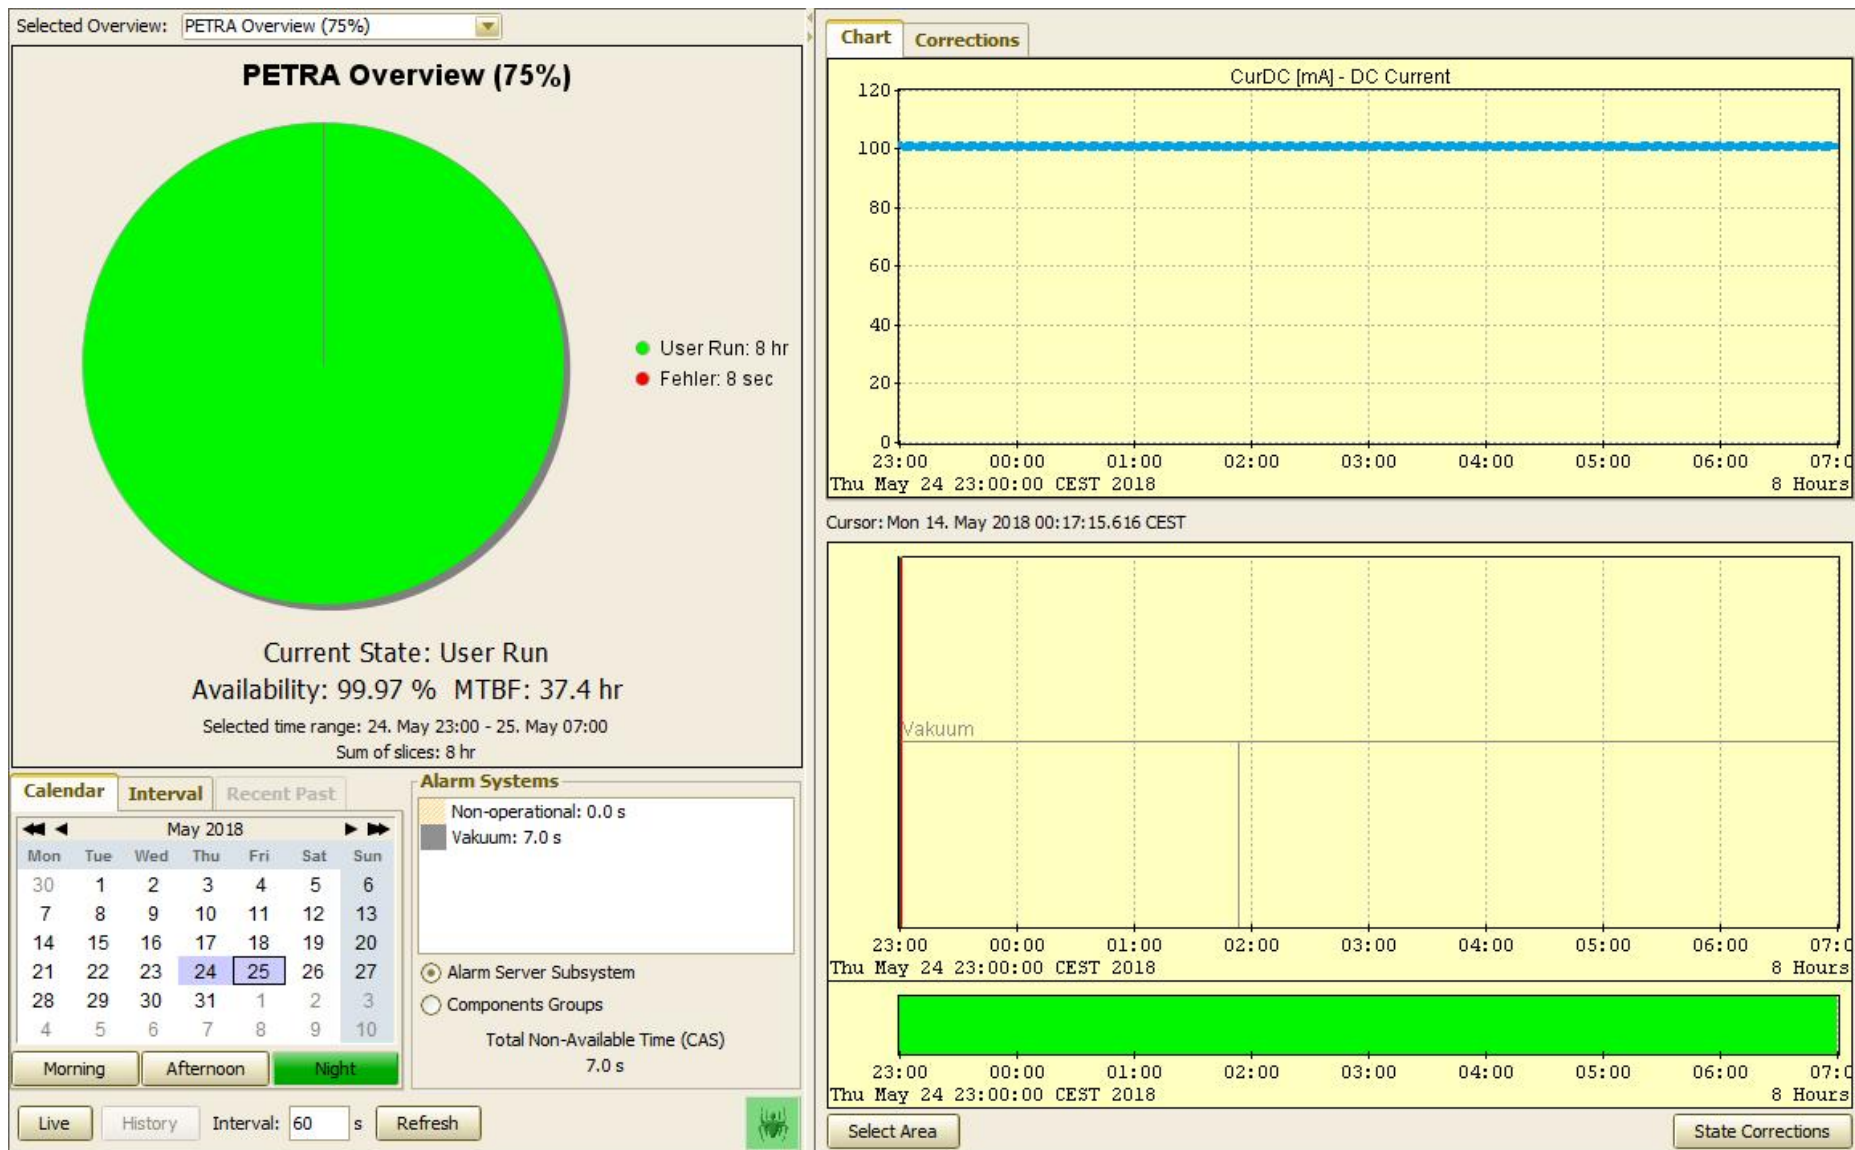 Selected Overview: PETRA Overview (75%)
PETRA Overview (75%)
User Run: 8 hr
Fehler: 8 sec
Current State: User Run
Availability: 99.97 % MTBF: 37.4 hr
Selected time range: 24. May 23:00 - 25. May 07:00
Sum of slices: 8 hr
Calendar Interval Recent Past
May 2018
Mon Tue Wed Thu Fri Sat Sun
30 1 2 3 4 5 6
7 8 9 10 11 12 13
14 15 16 17 18 19 20
21 22 23 24 25 26 27
28 29 30 31 1 2 3
4 5 6 7 8 9 10
Morning Afternoon Night
Alarm Systems
Non-operational: 0.0 s
Vakuum: 7.0 s
Alarm Server Subsystem
Components Groups
Total Non-Available Time (CAS)
7.0 s
Live History Interval: 60 s Refresh
Chart Corrections
CurDC [mA] - DC Current
120
100
80
60
40
20
0
23:00 00:00 01:00 02:00 03:00 04:00 05:00 06:00 07:0
Thu May 24 23:00:00 CEST 2018 8 Hours
Cursor: Mon 14. May 2018 00:17:15.616 CEST
Vakuum
23:00 00:00 01:00 02:00 03:00 04:00 05:00 06:00 07:0
Thu May 24 23:00:00 CEST 2018 8 Hours
23:00 00:00 01:00 02:00 03:00 04:00 05:00 06:00 07:0
Thu May 24 23:00:00 CEST 2018 8 Hours
Select Area State Corrections